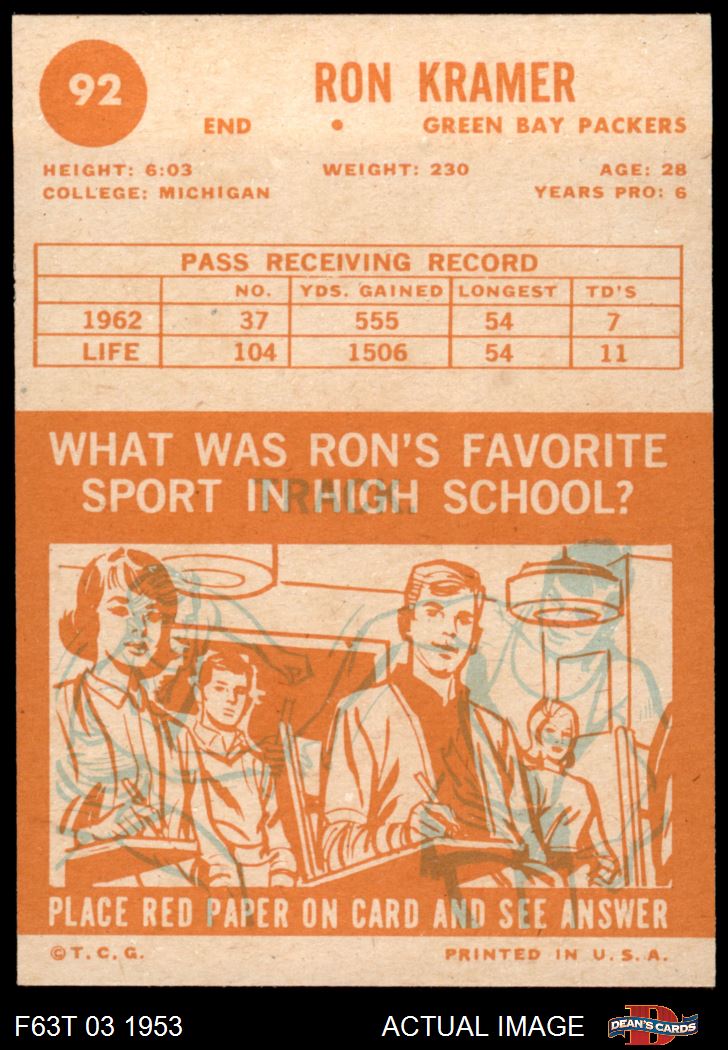 92
RON KRAMER
END • GREEN BAY PACKERS
HEIGHT: 6:03 WEIGHT: 230 AGE: 28
COLLEGE: MICHIGAN YEARS PRO: 6
PASS RECEIVING RECORD
NO. YDS. GAINED LONGEST TD'S
1962 37 555 54 7
LIFE 104 1506 54 11
WHAT WAS RON'S FAVORITE
SPORT IN HIGH SCHOOL?
TRACK.
PLACE RED PAPER ON CARD AND SEE ANSWER
© T. C. G. PRINTED IN U. S. A.
F63T 03 1953 ACTUAL IMAGE D DEAN'S CARDS